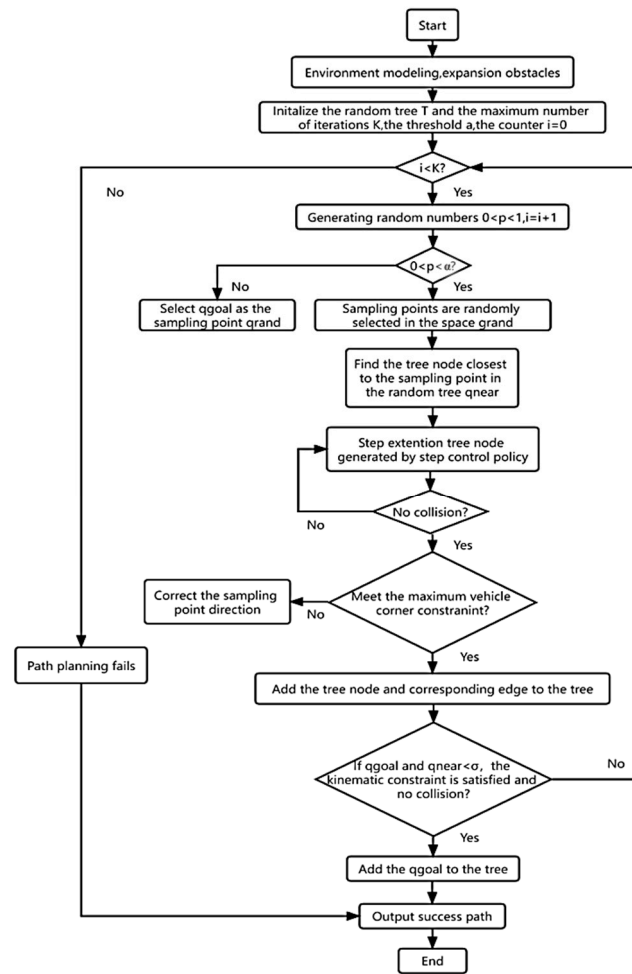 Start
Environment modeling,expansion obstacles
Initalize the random tree T and the maximum number
of iterations K,the threshold a,the counter i=0
i<K?
No
Yes
Generating random numbers 0<p<1,i=i+1
0<p<α?
No
Yes
Select qgoal as the
sampling point qrand
Sampling points are randomly
selected in the space grand
Find the tree node closest
to the sampling point in
the random tree qnear
Step extention tree node
generated by step control policy
No collision?
No
Yes
Correct the sampling
point direction
Meet the maximum vehicle
corner constranint?
No
Yes
Path planning fails
Add the tree node and corresponding edge to the tree
If qgoal and qnear<σ, the
kinematic constraint is satisfied and
no collision?
No
Yes
Add the qgoal to the tree
Output success path
End